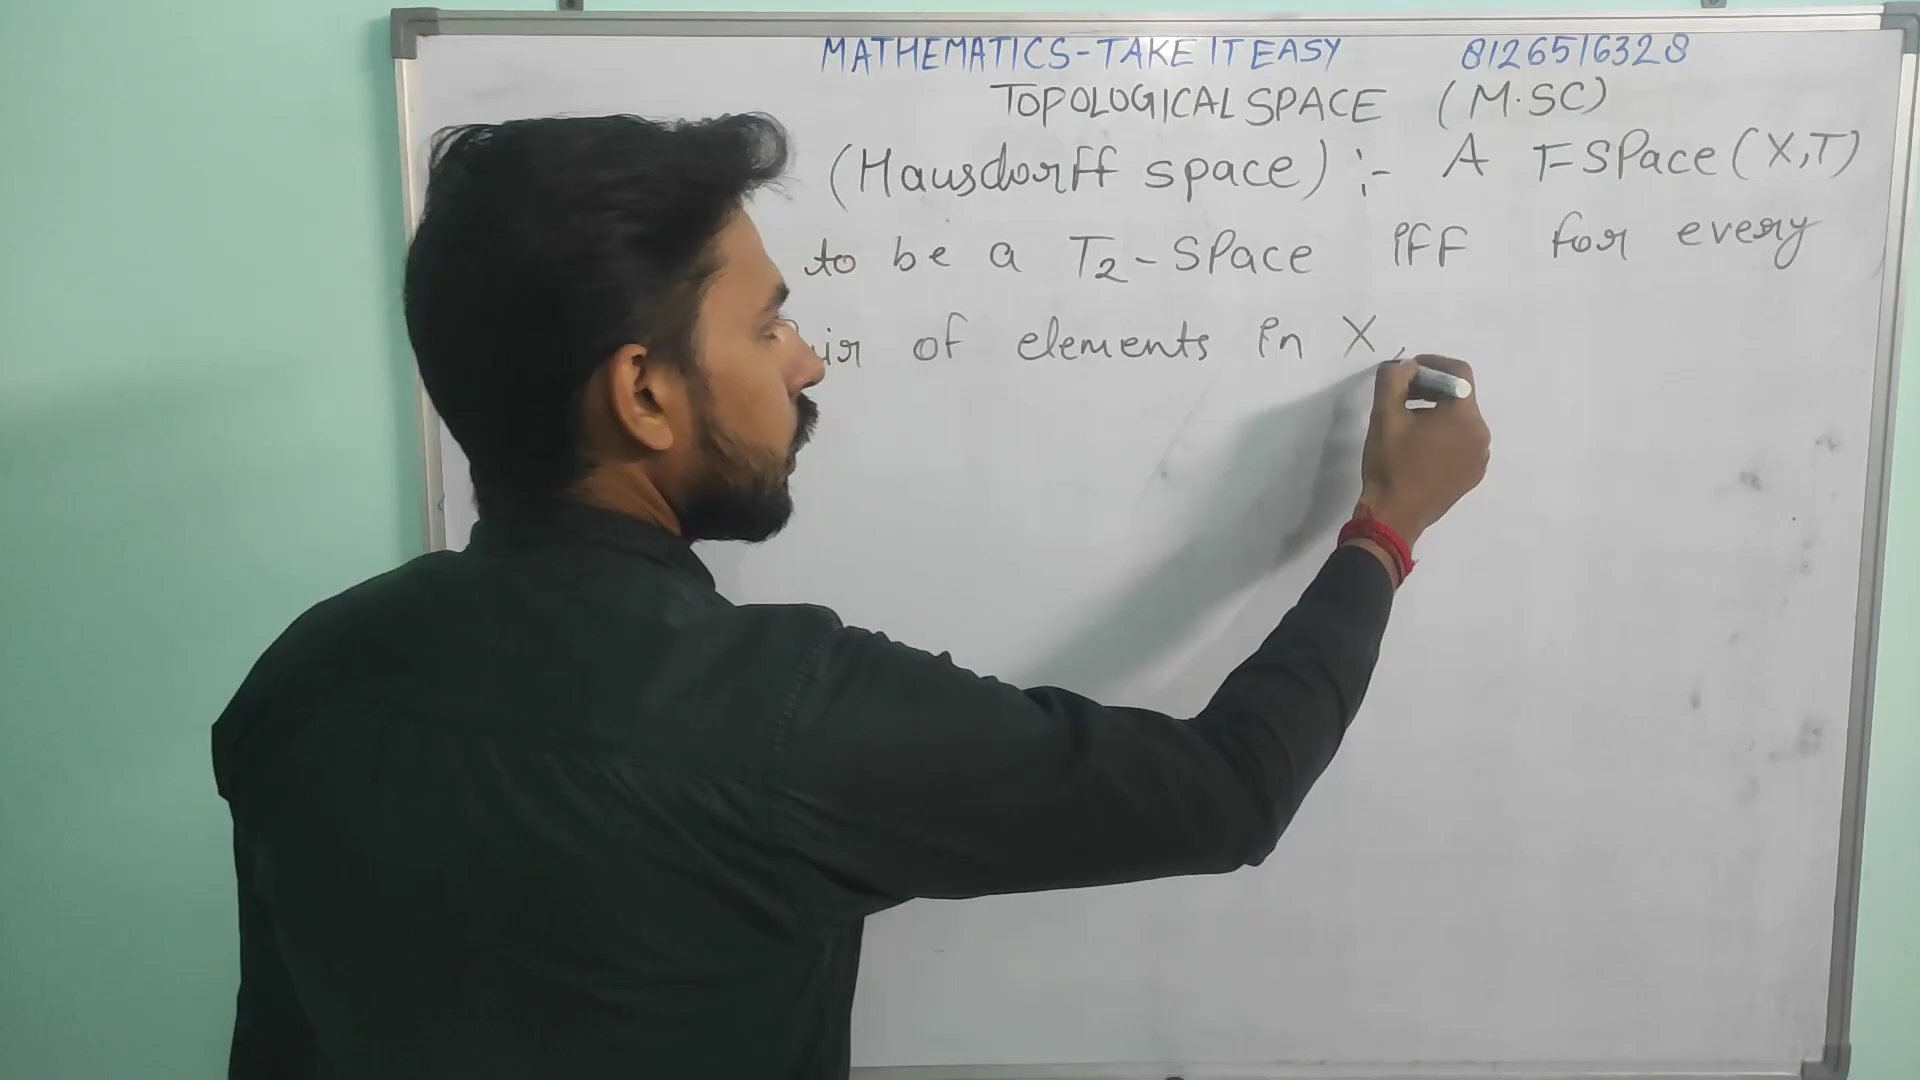 MATHEMATICS-TAKE IT EASY 8126516328
TOPOLOGICAL SPACE (M.SC)
(Hausdorff space) :- A T-SPace (X,T)
to be a T2-SPace iFF for every
of elements in X,